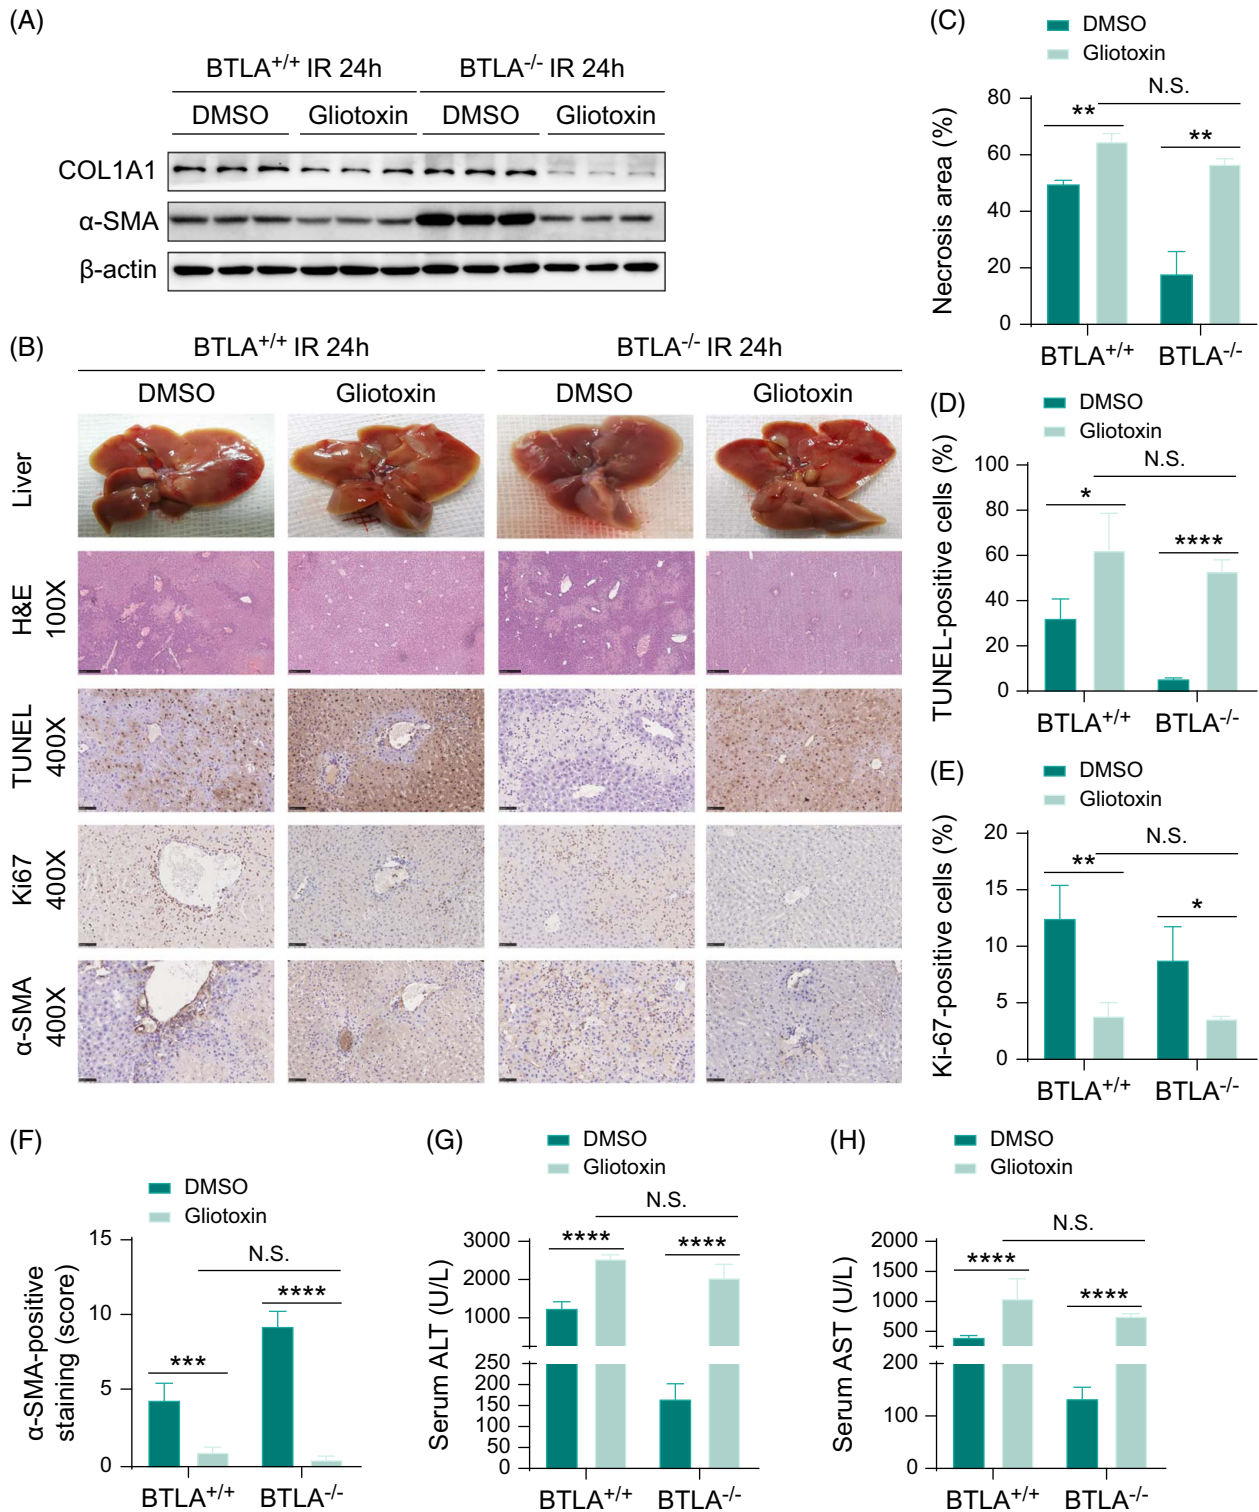 (A)
BTLA+/+ IR 24h BTLA-/- IR 24h
DMSO Gliotoxin DMSO Gliotoxin
COL1A1
α-SMA
β-actin
(B)
BTLA+/+ IR 24h BTLA-/- IR 24h
DMSO Gliotoxin DMSO Gliotoxin
Liver
H&E
100X
TUNEL
400X
Ki67
400X
α-SMA
400X
(C)
DMSO
Gliotoxin
N.S.
** **
Necrosis area (%)
80
60
40
20
0
BTLA+/+ BTLA-/-
(D)
DMSO
Gliotoxin
N.S.
* ****
TUNEL-positive cells (%)
100
80
60
40
20
0
BTLA+/+ BTLA-/-
(E)
DMSO
Gliotoxin
N.S.
** *
Ki-67-positive cells (%)
20
15
10
5
0
BTLA+/+ BTLA-/-
(F)
DMSO
Gliotoxin
N.S.
*** ****
α-SMA-positive
staining (score)
15
10
5
0
BTLA+/+ BTLA-/-
(G)
DMSO
Gliotoxin
N.S.
**** ****
Serum ALT (U/L)
3000
2000
1000
250
200
150
100
50
0
BTLA+/+ BTLA-/-
(H)
DMSO
Gliotoxin
N.S.
**** ****
Serum AST (U/L)
2000
1500
1000
500
200
100
0
BTLA+/+ BTLA-/-